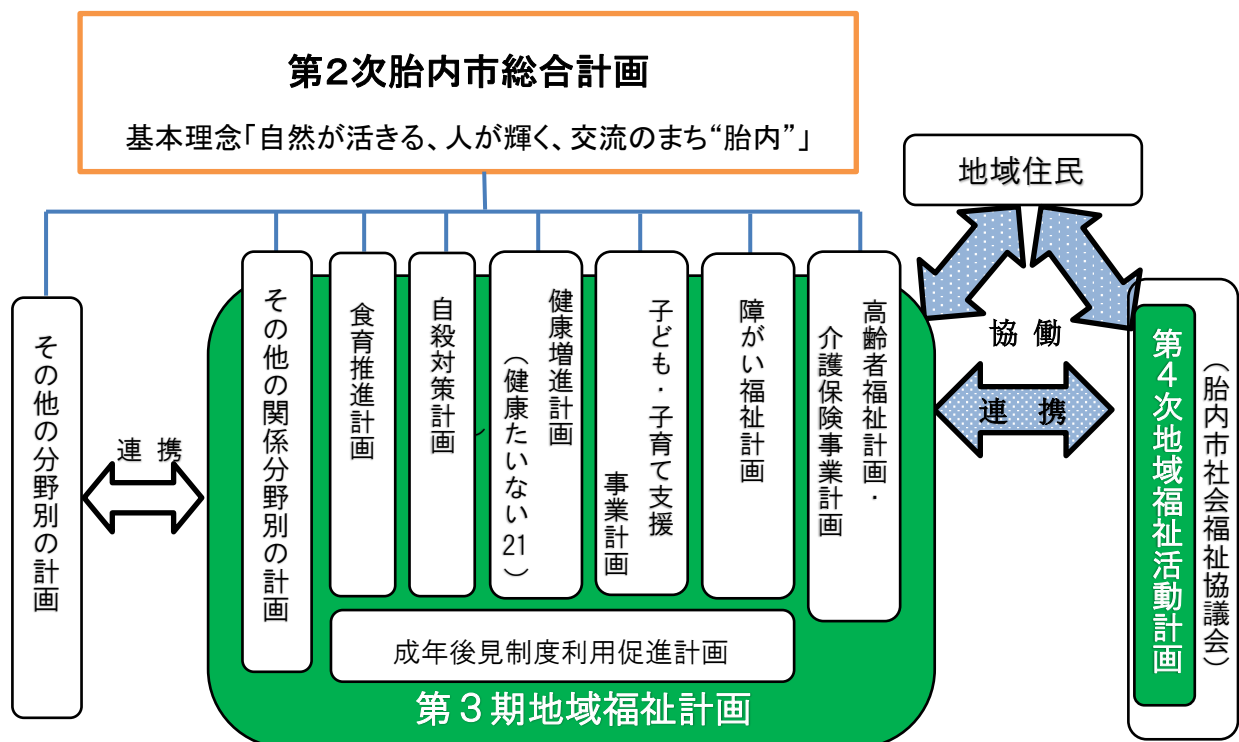 第2次胎内市総合計画
基本理念「自然が活きる、人が輝く、交流のまち“胎内”」
地域住民
その他の分野別の計画
連 携
その他の関係分野別の計画
食育推進計画
自殺対策計画
健康増進計画
（健康たいない21）
子ども・子育て支援
事業計画
障がい福祉計画
高齢者福祉計画・
介護保険事業計画
成年後見制度利用促進計画
第３期地域福祉計画
協 働
連 携
第４次地域福祉活動計画
（胎内市社会福祉協議会）